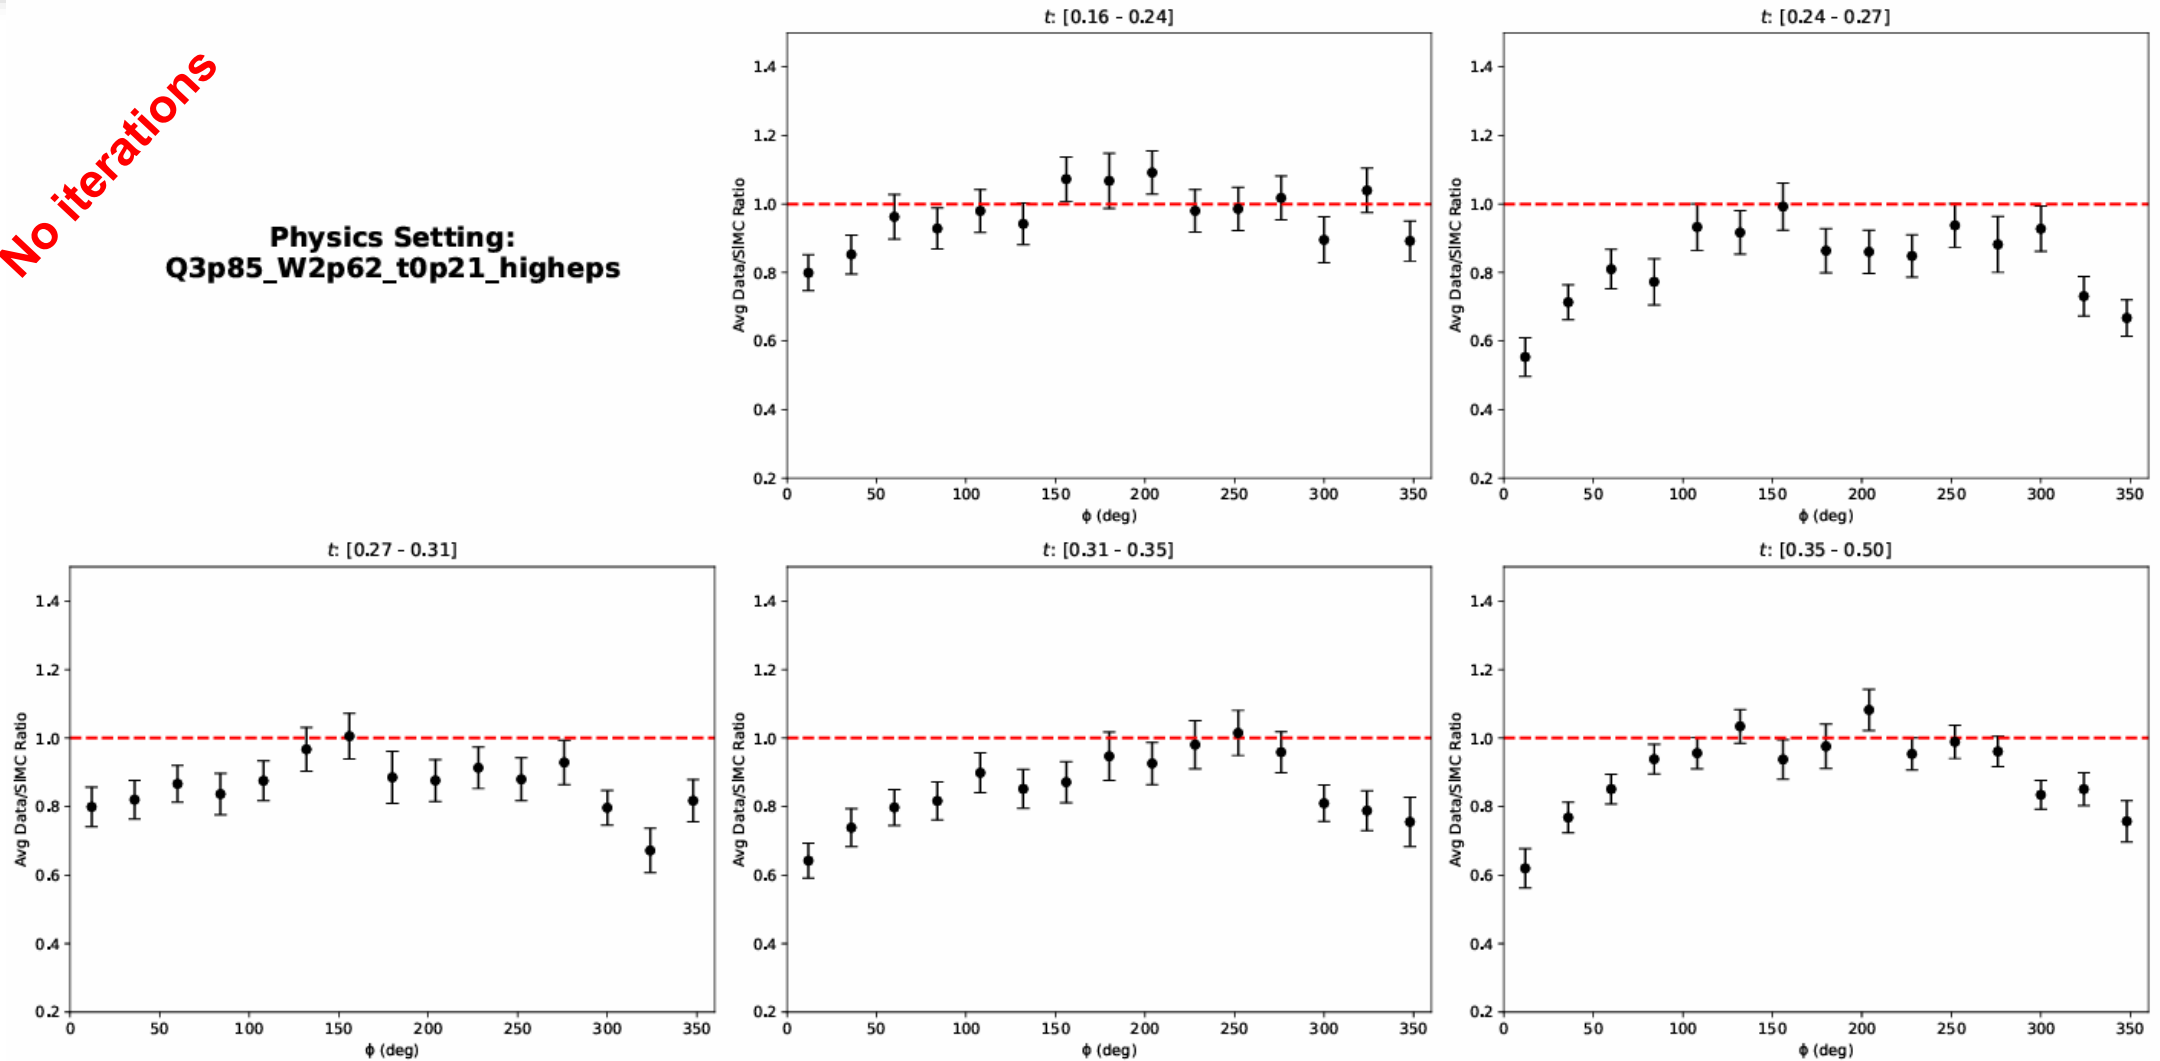 No iterations
Physics Setting:
Q3p85_W2p62_t0p21_higheps
t: [0.16 - 0.24]
Avg Data/SIMC Ratio
1.4
1.2
1.0
0.8
0.6
0.4
0.2
0 50 100 150 200 250 300 350
ϕ (deg)
t: [0.24 - 0.27]
Avg Data/SIMC Ratio
1.4
1.2
1.0
0.8
0.6
0.4
0.2
0 50 100 150 200 250 300 350
ϕ (deg)
t: [0.27 - 0.31]
Avg Data/SIMC Ratio
1.4
1.2
1.0
0.8
0.6
0.4
0.2
0 50 100 150 200 250 300 350
ϕ (deg)
t: [0.31 - 0.35]
Avg Data/SIMC Ratio
1.4
1.2
1.0
0.8
0.6
0.4
0.2
0 50 100 150 200 250 300 350
ϕ (deg)
t: [0.35 - 0.50]
Avg Data/SIMC Ratio
1.4
1.2
1.0
0.8
0.6
0.4
0.2
0 50 100 150 200 250 300 350
ϕ (deg)